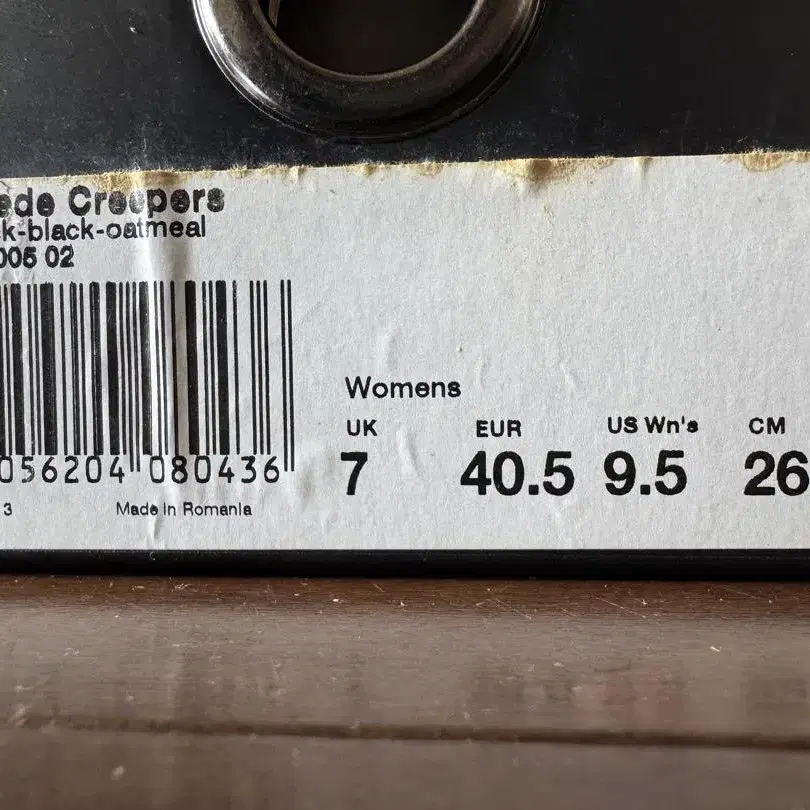 ede Creepers
k-black-oatmeal
005 02
056204 080436
3
Made in Romania
Womens
UK EUR US Wn's CM
7 40.5 9.5 26